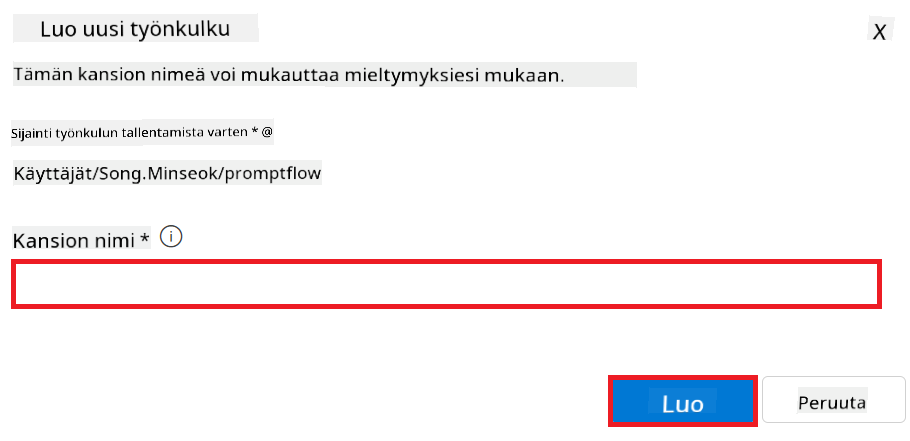 Luo uusi työnkulku
X
Tämän kansion nimeä voi mukauttaa mieltymyksiesi mukaan.
Sijainti työnkulun tallentamista varten * @
Käyttäjät/Song.Minseok/promptflow
Kansion nimi * i
Luo
Peruuta